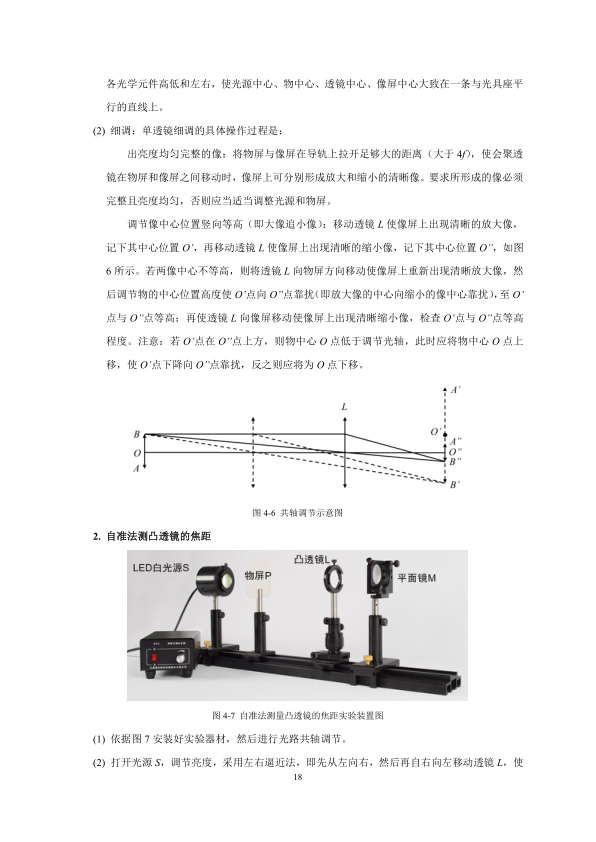 各光学元件高低和左右，使光源中心、物中心、透镜中心、像屏中心大致在一条与光具座平
行的直线上。
(2) 细调：单透镜细调的具体操作过程是：
出亮度均匀完整的像：将物屏与像屏在导轨上拉开足够大的距离（大于 4f），使会聚透
镜在物屏和像屏之间移动时，像屏上可分别形成放大和缩小的清晰像。要求所形成的像必须
完整且亮度均匀，否则应当适当调整光源和物屏。
调节像中心位置竖向等高（即大像追小像）：移动透镜 L 使像屏上出现清晰的放大像，
记下其中心位置 O’，再移动透镜 L 使像屏上出现清晰的缩小像，记下其中心位置 O”，如图
6 所示。若两像中心不等高，则将透镜 L 向物屏方向移动使像屏上重新出现清晰放大像，然
后调节物的中心位置高度使 O’点向 O”点靠扰（即放大像的中心向缩小的像中心靠扰），至 O’
点与 O”点等高；再使透镜 L 向像屏移动使像屏上出现清晰缩小像，检查 O’点与 O”点等高
程度。注意：若 O’点在 O”点上方，则物中心 O 点低于调节光轴，此时应将物中心 O 点上
移，使 O’点下降向 O”点靠扰，反之则应将为 O 点下移。
A’
L
B
O’
A”
O
O”
B”
A
B’
图 4-6 共轴调节示意图
2. 自准法测凸透镜的焦距
LED白光源S
物屏P
凸透镜L
平面镜M
图 4-7 自准法测量凸透镜的焦距实验装置图
(1) 依据图 7 安装好实验器材，然后进行光路共轴调节。
(2) 打开光源 S，调节亮度，采用左右逼近法，即先从左向右，然后再自右向左移动透镜 L，使
18